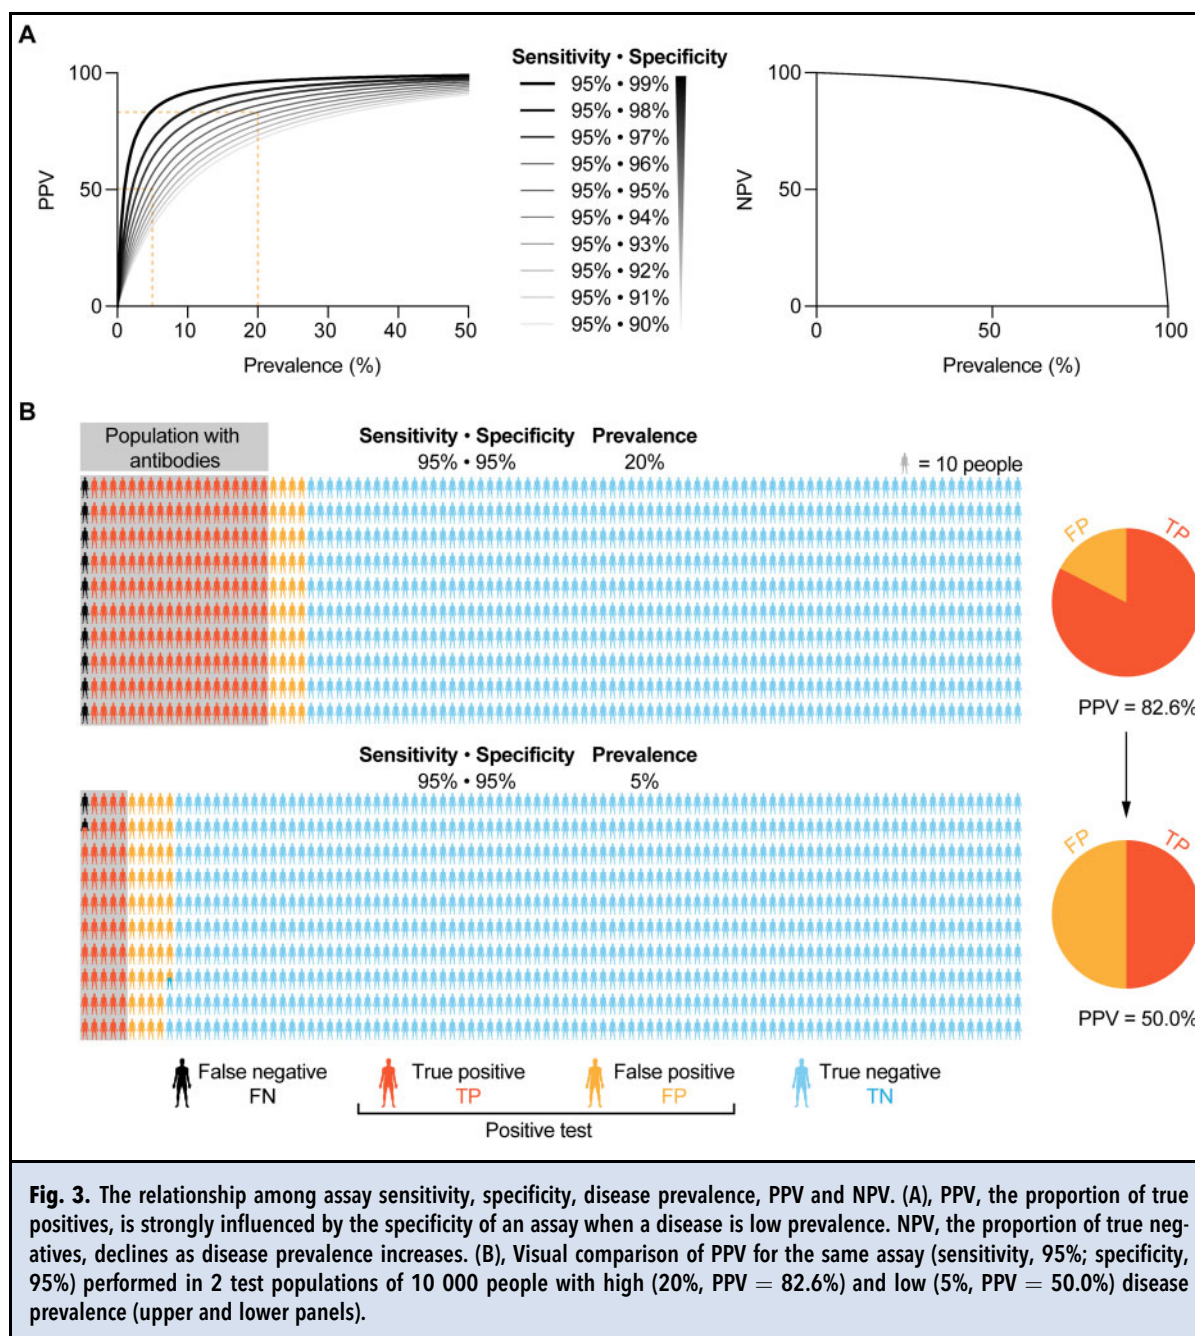 A
Sensitivity • Specificity
PPV
100
50
0
0 10 20 30 40 50
Prevalence (%)
95% • 99%
95% • 98%
95% • 97%
95% • 96%
95% • 95%
95% • 94%
95% • 93%
95% • 92%
95% • 91%
95% • 90%
NPV
100
50
0
0 50 100
Prevalence (%)
B
Population with
antibodies
Sensitivity • Specificity Prevalence
95% • 95% 20%
= 10 people
FP TP
PPV = 82.6%
Sensitivity • Specificity Prevalence
95% • 95% 5%
FP TP
PPV = 50.0%
False negative
FN
True positive
TP
False positive
FP
True negative
TN
Positive test
Fig. 3. The relationship among assay sensitivity, specificity, disease prevalence, PPV and NPV. (A), PPV, the proportion of true
positives, is strongly influenced by the specificity of an assay when a disease is low prevalence. NPV, the proportion of true neg-
atives, declines as disease prevalence increases. (B), Visual comparison of PPV for the same assay (sensitivity, 95%; specificity,
95%) performed in 2 test populations of 10 000 people with high (20%, PPV = 82.6%) and low (5%, PPV = 50.0%) disease
prevalence (upper and lower panels).